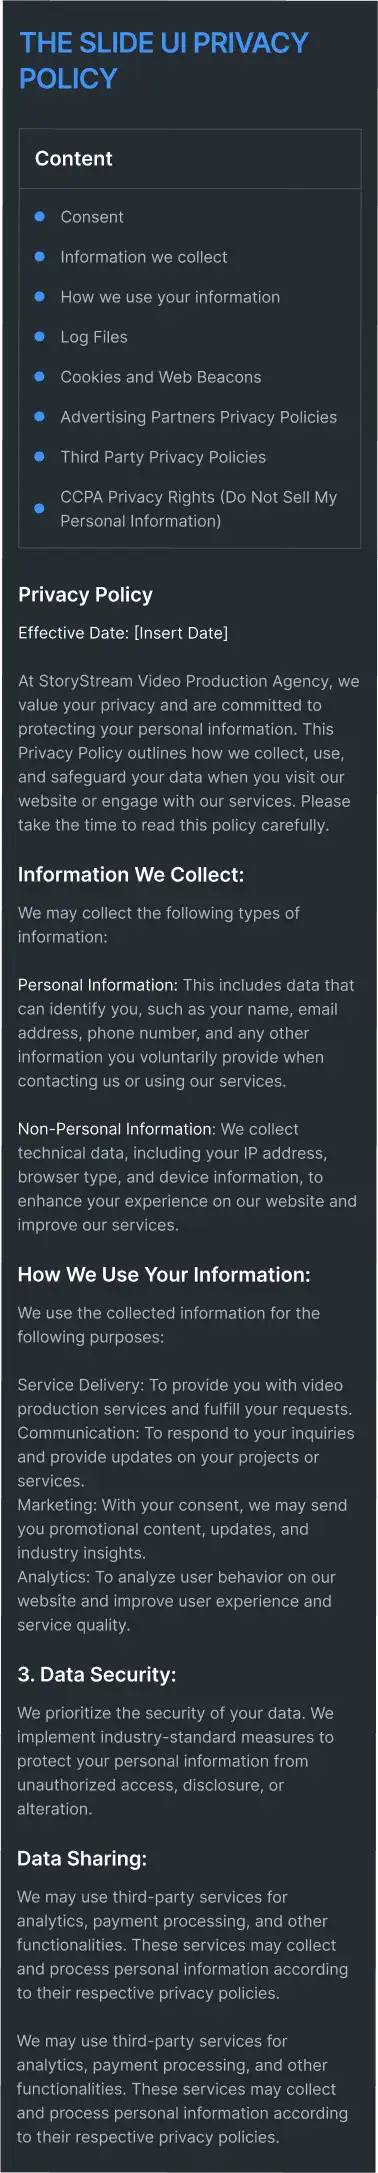 THE SLIDE UI PRIVACY
POLICY
Content
Consent
Information we collect
How we use your information
Log Files
Cookies and Web Beacons
Advertising Partners Privacy Policies
Third Party Privacy Policies
CCPA Privacy Rights (Do Not Sell My
Personal Information)
Privacy Policy
Effective Date: [Insert Date]
At StoryStream Video Production Agency, we
value your privacy and are committed to
protecting your personal information. This
Privacy Policy outlines how we collect, use,
and safeguard your data when you visit our
website or engage with our services. Please
take the time to read this policy carefully.
Information We Collect:
We may collect the following types of
information:
Personal Information: This includes data that
can identify you, such as your name, email
address, phone number, and any other
information you voluntarily provide when
contacting us or using our services.
Non-Personal Information: We collect
technical data, including your IP address,
browser type, and device information, to
enhance your experience on our website and
improve our services.
How We Use Your Information:
We use the collected information for the
following purposes:
Service Delivery: To provide you with video
production services and fulfill your requests.
Communication: To respond to your inquiries
and provide updates on your projects or
services.
Marketing: With your consent, we may send
you promotional content, updates, and
industry insights.
Analytics: To analyze user behavior on our
website and improve user experience and
service quality.
3. Data Security:
We prioritize the security of your data. We
implement industry-standard measures to
protect your personal information from
unauthorized access, disclosure, or
alteration.
Data Sharing:
We may use third-party services for
analytics, payment processing, and other
functionalities. These services may collect
and process personal information according
to their respective privacy policies.
We may use third-party services for
analytics, payment processing, and other
functionalities. These services may collect
and process personal information according
to their respective privacy policies.